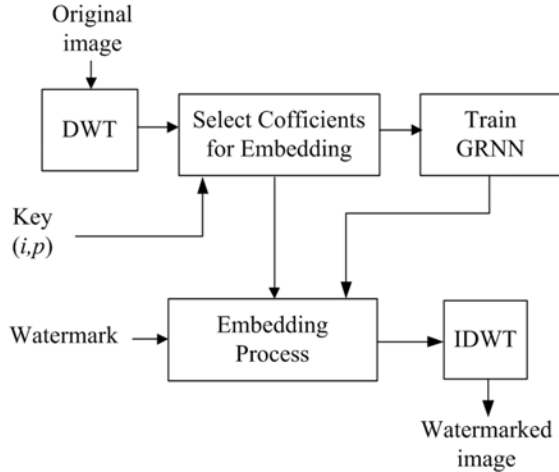 Original
image
DWT
Select Cofficients
for Embedding
Train
GRNN
Key
(i,p)
Watermark
Embedding
Process
IDWT
Watermarked
image